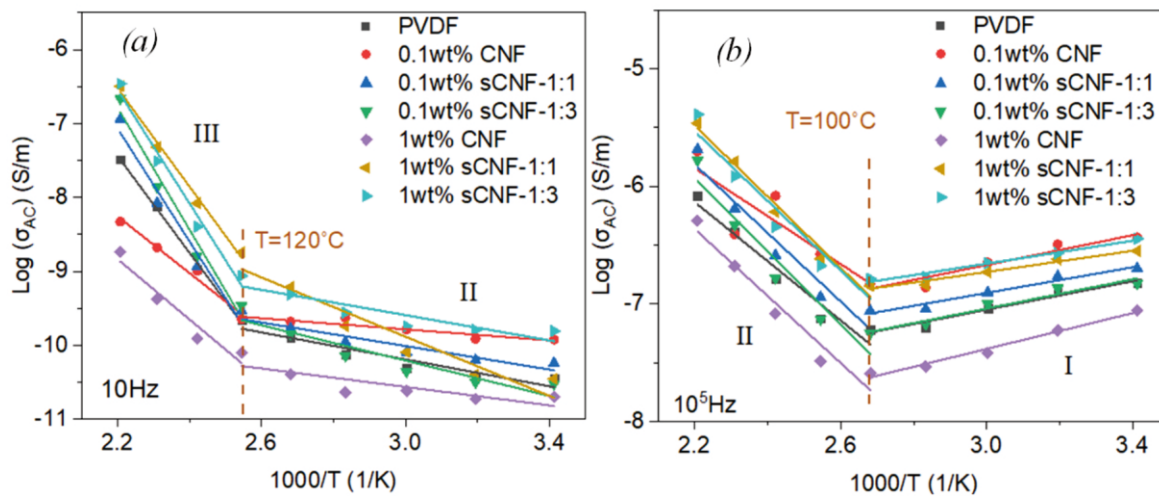 (a)
PVDF
0.1wt% CNF
0.1wt% sCNF-1:1
0.1wt% sCNF-1:3
1wt% CNF
1wt% sCNF-1:1
1wt% sCNF-1:3
III
T=120°C
II
10Hz
-6
-7
-8
-9
-10
-11
Log (σAC) (S/m)
2.2 2.6 3.0 3.4
1000/T (1/K)
(b)
PVDF
0.1wt% CNF
0.1wt% sCNF-1:1
0.1wt% sCNF-1:3
1wt% CNF
1wt% sCNF-1:1
1wt% sCNF-1:3
T=100°C
II
I
10⁵Hz
-5
-6
-7
-8
Log (σAC) (S/m)
2.2 2.6 3.0 3.4
1000/T (1/K)